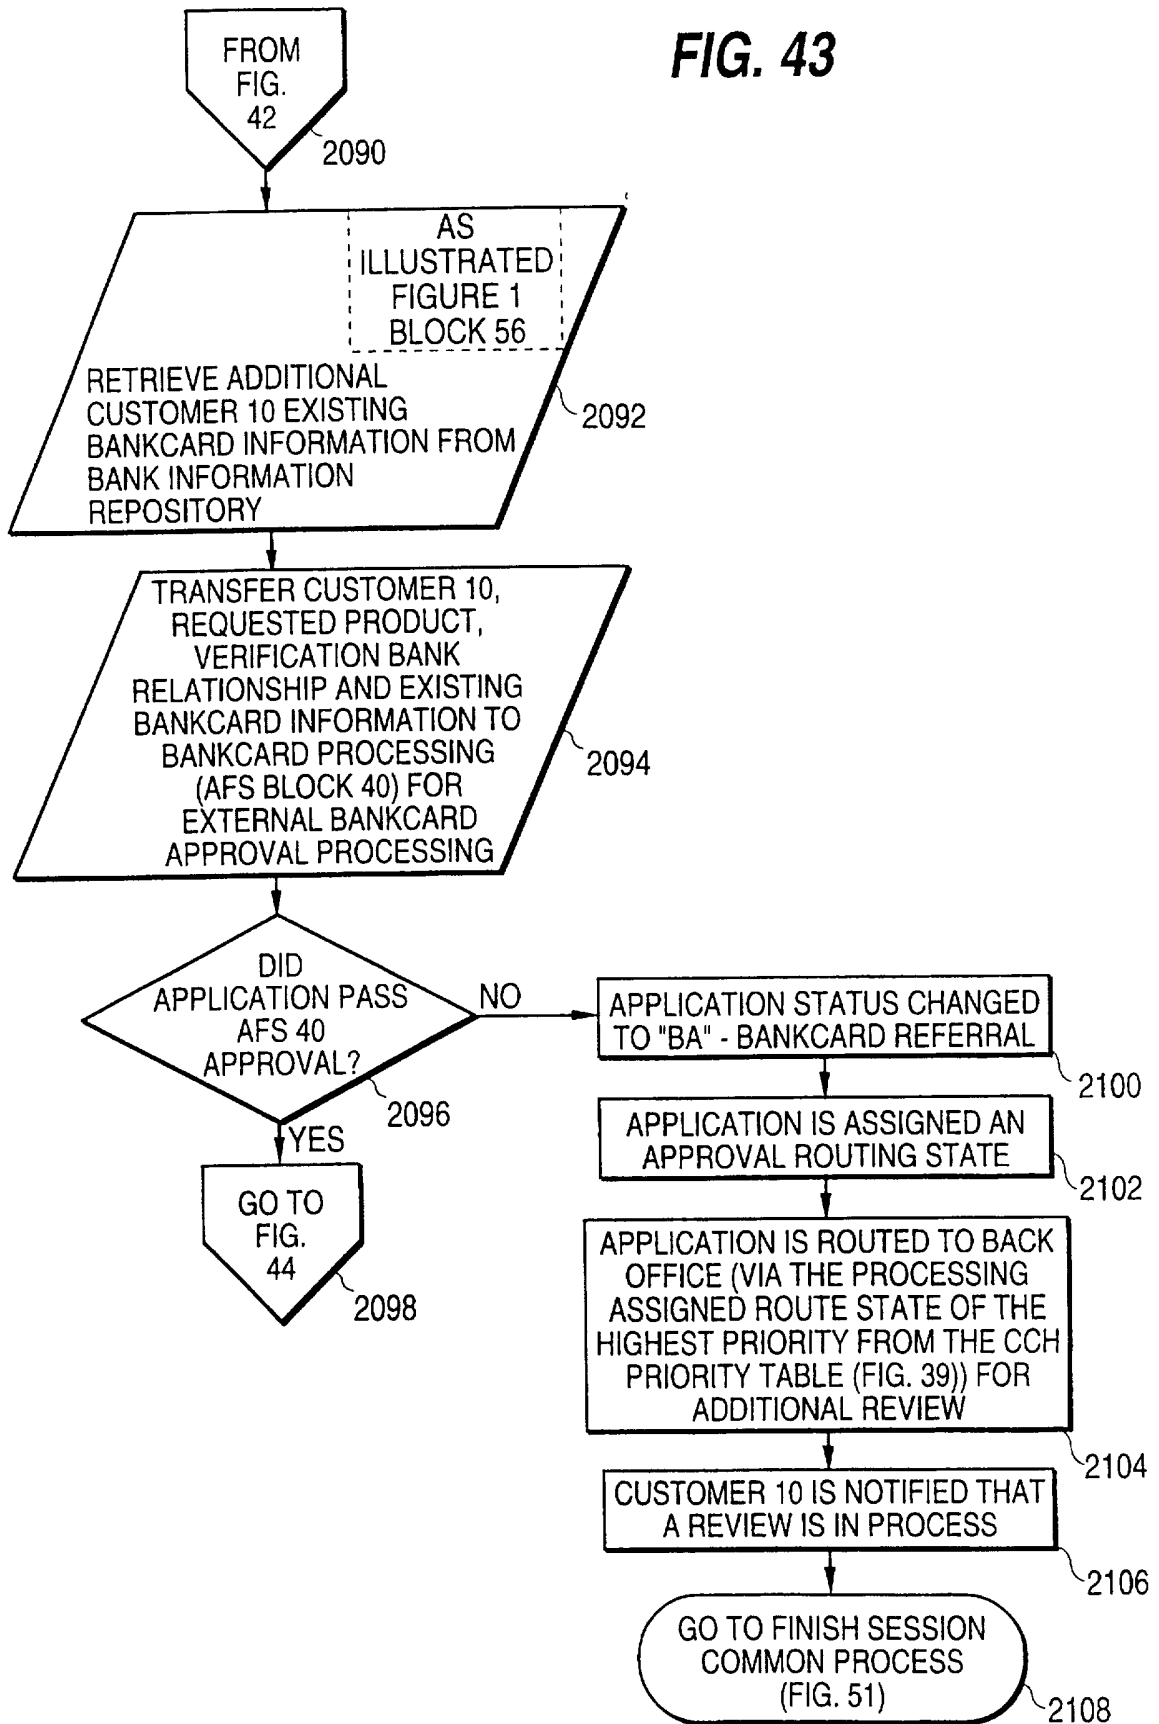 FIG. 43
FROM
FIG.
42
2090
AS
ILLUSTRATED
FIGURE 1
BLOCK 56
RETRIEVE ADDITIONAL
CUSTOMER 10 EXISTING
BANKCARD INFORMATION FROM
BANK INFORMATION
REPOSITORY
2092
TRANSFER CUSTOMER 10,
REQUESTED PRODUCT,
VERIFICATION BANK
RELATIONSHIP AND EXISTING
BANKCARD INFORMATION TO
BANKCARD PROCESSING
(AFS BLOCK 40) FOR
EXTERNAL BANKCARD
APPROVAL PROCESSING
2094
DID
APPLICATION PASS
AFS 40
APPROVAL?
2096
NO
YES
GO TO
FIG.
44
2098
APPLICATION STATUS CHANGED
TO "BA" - BANKCARD REFERRAL
2100
APPLICATION IS ASSIGNED AN
APPROVAL ROUTING STATE
2102
APPLICATION IS ROUTED TO BACK
OFFICE (VIA THE PROCESSING
ASSIGNED ROUTE STATE OF THE
HIGHEST PRIORITY FROM THE CCH
PRIORITY TABLE (FIG. 39)) FOR
ADDITIONAL REVIEW
2104
CUSTOMER 10 IS NOTIFIED THAT
A REVIEW IS IN PROCESS
2106
GO TO FINISH SESSION
COMMON PROCESS
(FIG. 51)
2108